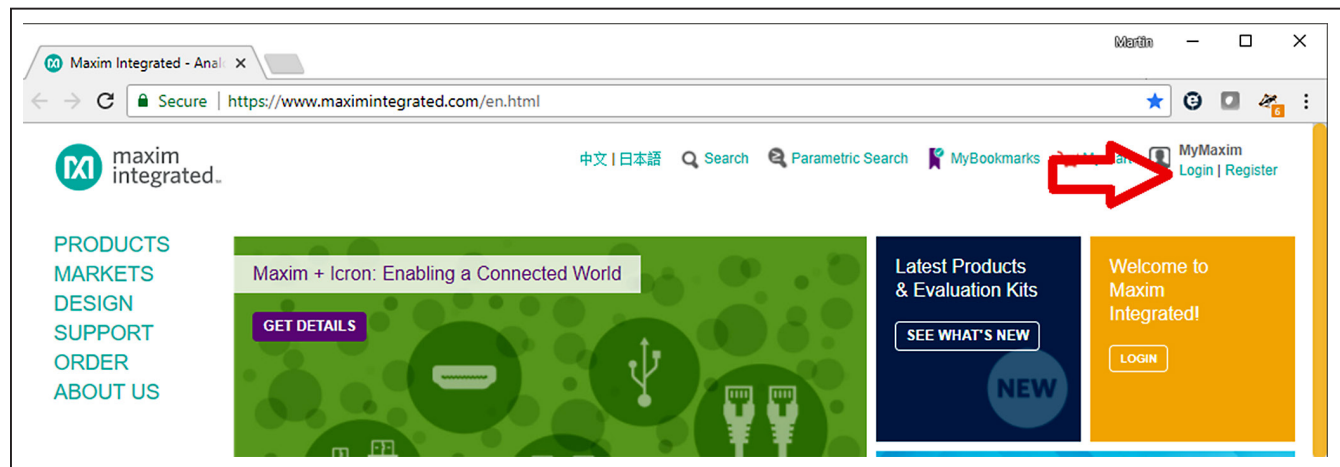 Martin
Maxim Integrated - Anal
Secure | https://www.maximintegrated.com/en.html
6
maxim
integrated™
中文 | 日本語 Search Parametric Search MyBookmarks MyMaxim
Login | Register
PRODUCTS
MARKETS
DESIGN
SUPPORT
ORDER
ABOUT US
Maxim + Icron: Enabling a Connected World
GET DETAILS
Latest Products
& Evaluation Kits
SEE WHAT'S NEW
NEW
Welcome to
Maxim
Integrated!
LOGIN